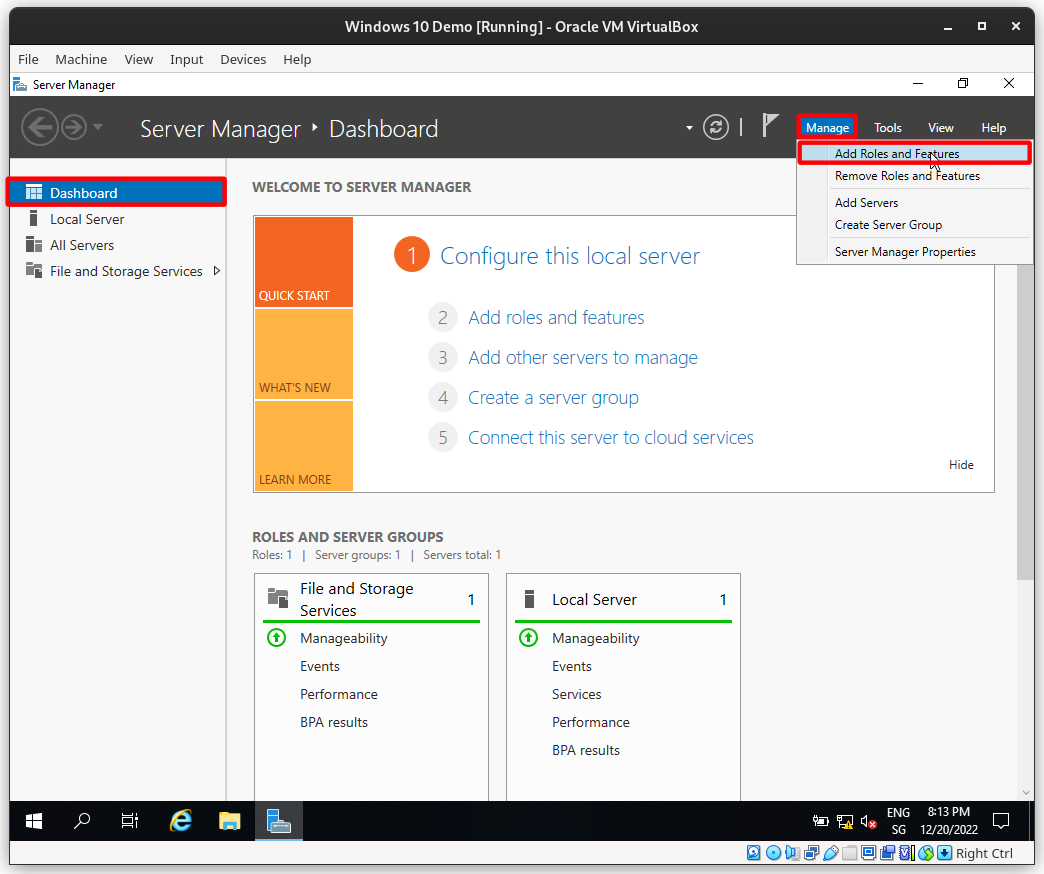 Windows 10 Demo [Running] - Oracle VM VirtualBox
File Machine View Input Devices Help
Server Manager
Server Manager Dashboard
Manage Tools View Help
Add Roles and Features
Remove Roles and Features
Add Servers
Create Server Group
Server Manager Properties
Dashboard
Local Server
All Servers
File and Storage Services
WELCOME TO SERVER MANAGER
QUICK START
WHAT'S NEW
LEARN MORE
1 Configure this local server
2 Add roles and features
3 Add other servers to manage
4 Create a server group
5 Connect this server to cloud services
Hide
ROLES AND SERVER GROUPS
Roles: 1 | Server groups: 1 | Servers total: 1
File and Storage
Services
1
Manageability
Events
Performance
BPA results
Local Server 1
Manageability
Events
Services
Performance
BPA results
ENG
SG
8:13 PM
12/20/2022
Right Ctrl